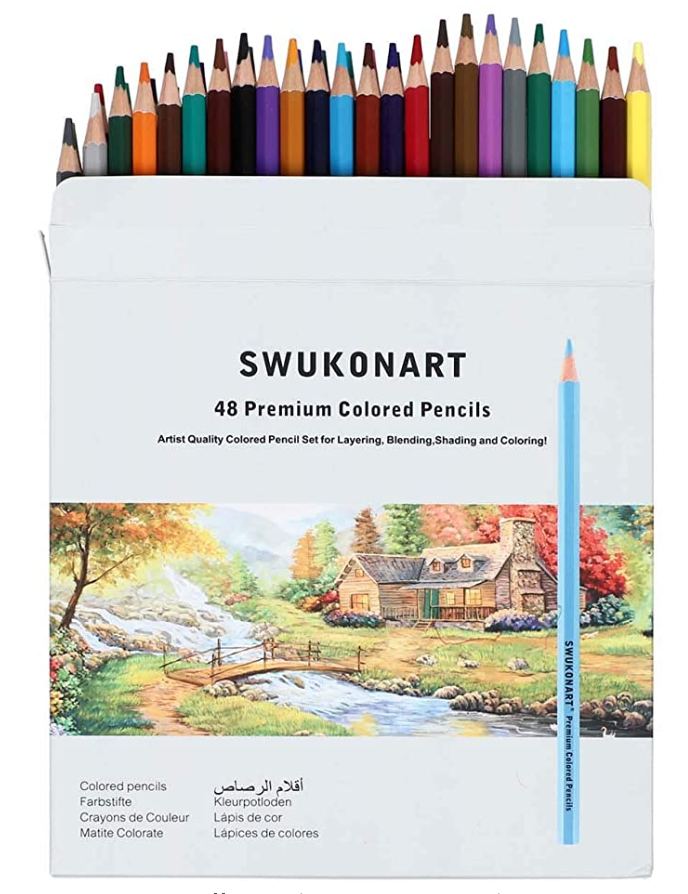 SWUKONART
48 Premium Colored Pencils
Artist Quality Colored Pencil Set for Layering, Blending,Shading and Coloring!
SWUKONART® Premium Colored Pencils
Colored pencils
Farbstifte
Crayons de Couleur
Matite Colorate
أقلام الرصاص
Kleurpotloden
Lápis de cor
Lápices de colores